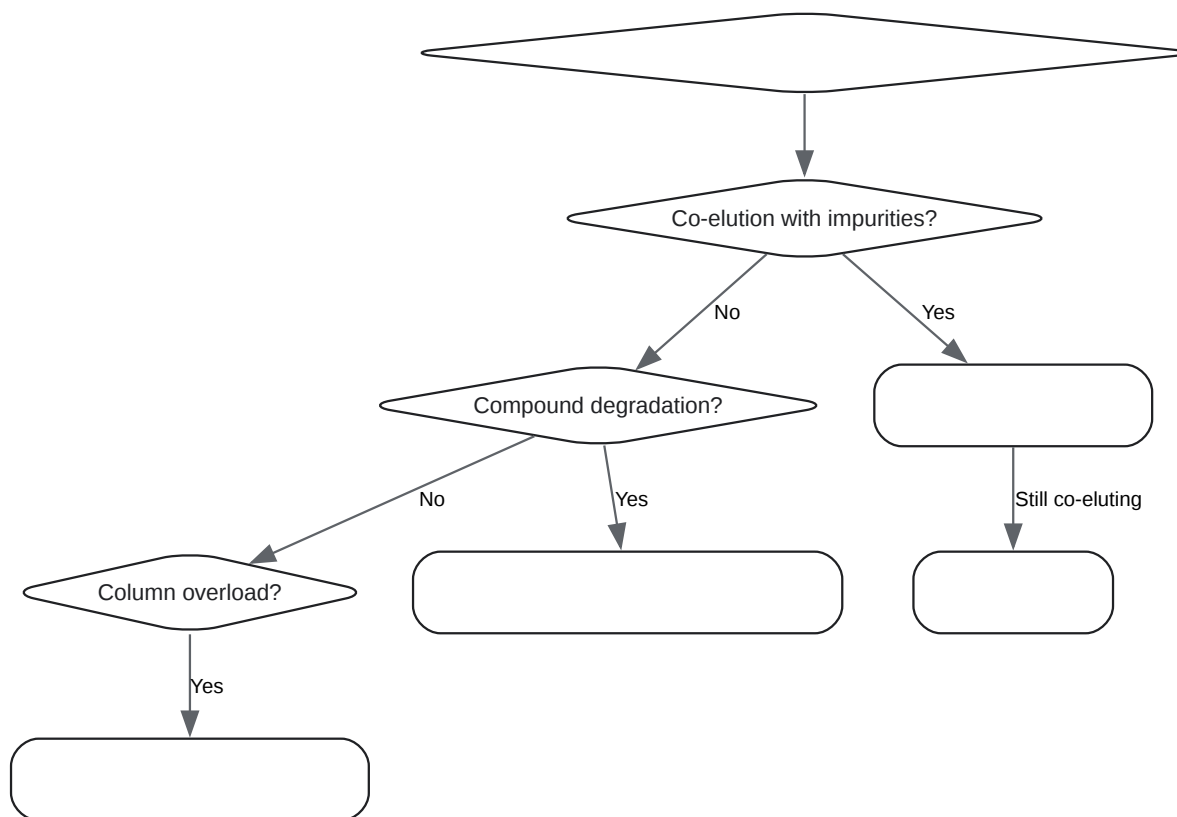 Co-elution with impurities?
No
Yes
Compound degradation?
No
Yes
Still co-eluting
Column overload?
Yes